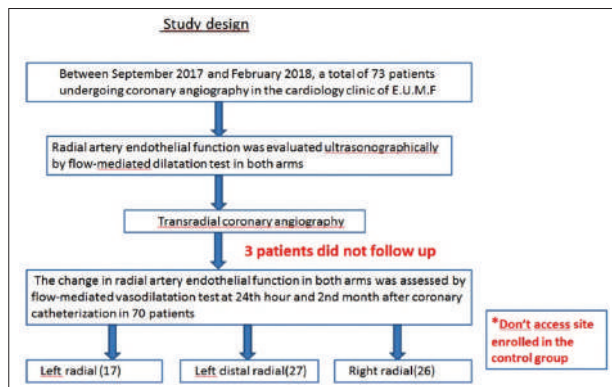 Study design
Between September 2017 and February 2018, a total of 73 patients
undergoing coronary angiography in the cardiology clinic of E.U.M.F
Radial artery endothelial function was evaluated ultrasonographically
by flow-mediated dilatation test in both arms
Transradial coronary angiography
3 patients did not follow up
The change in radial artery endothelial function in both arms was assessed by
flow-mediated vasodilatation test at 24th hour and 2nd month after coronary
catheterization in 70 patients
*Don't access site
enrolled in the
control group
Left radial (17)
Left distal radial(27)
Right radial(26)